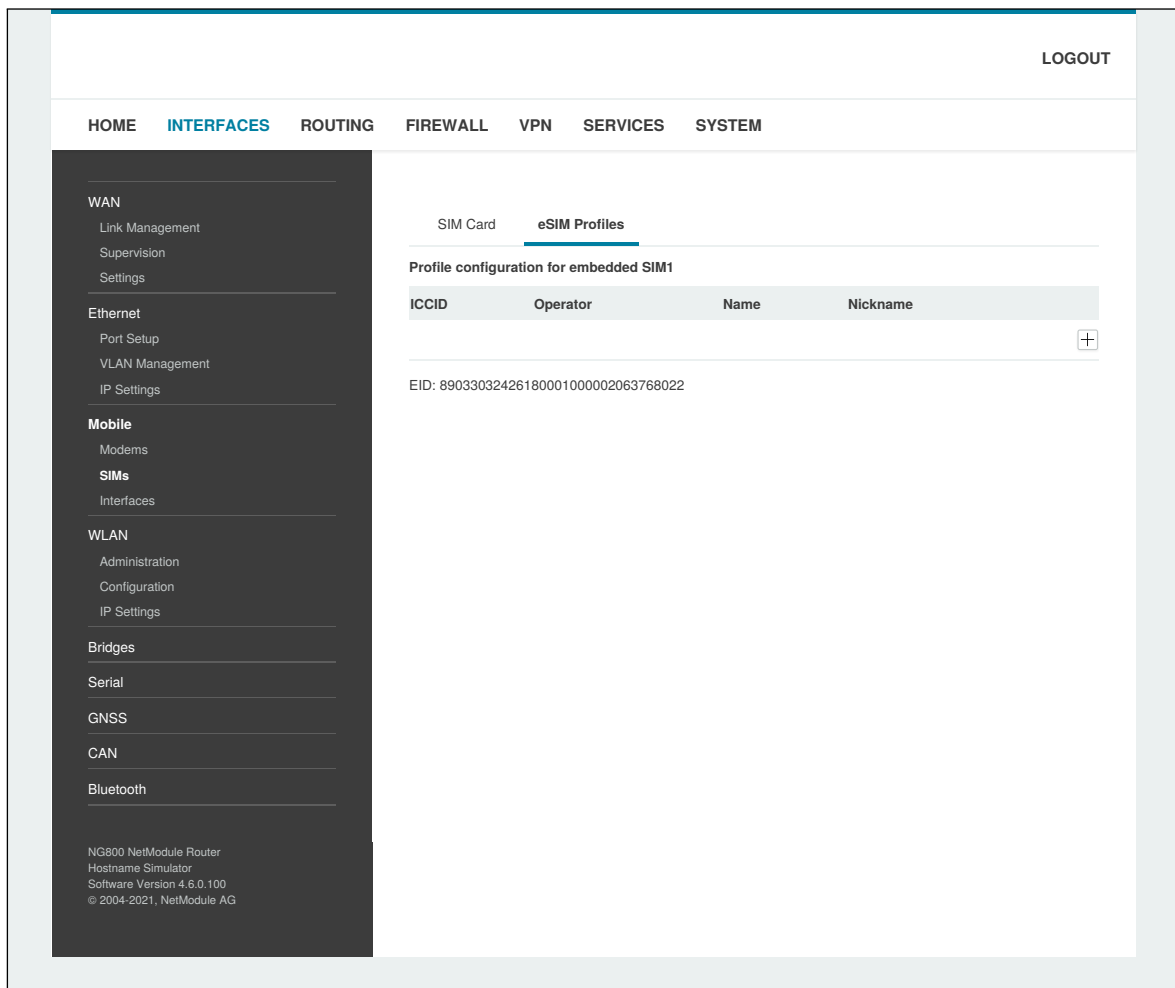 LOGOUT
HOME INTERFACES ROUTING FIREWALL VPN SERVICES SYSTEM
WAN
Link Management
Supervision
Settings
Ethernet
Port Setup
VLAN Management
IP Settings
Mobile
Modems
SIMs
Interfaces
WLAN
Administration
Configuration
IP Settings
Bridges
Serial
GNSS
CAN
Bluetooth
NG800 NetModule Router
Hostname Simulator
Software Version 4.6.0.100
© 2004-2021, NetModule AG
SIM Card eSIM Profiles
Profile configuration for embedded SIM1
ICCID Operator Name Nickname
EID: 89033032426180001000002063768022